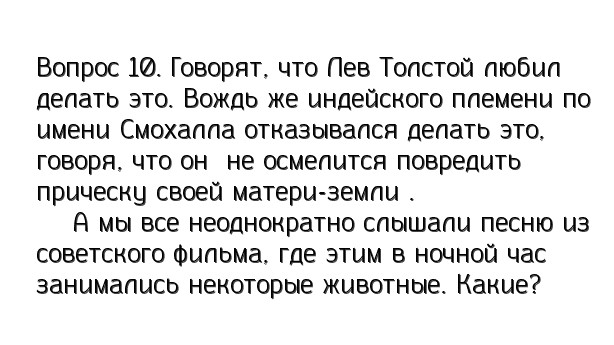 Вопрос 10. Говорят, что Лев Толстой любил
делать это. Вождь же индейского племени по
имени Смохалла отказывался делать это,
говоря, что он не осмелится повредить
прическу своей матери-земли .
А мы все неоднократно слышали песню из
советского фильма, где этим в ночной час
занимались некоторые животные. Какие?